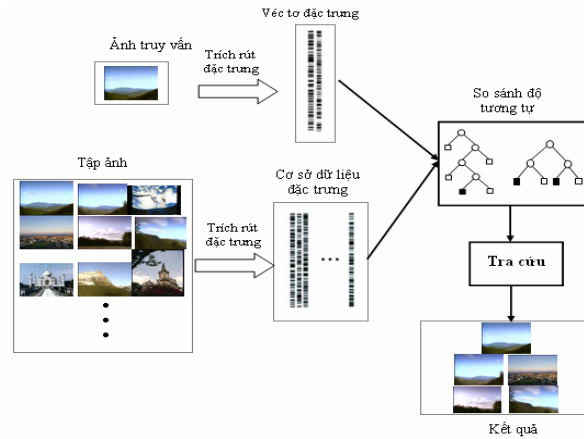 Véc tơ đặc trưng
Ảnh truy vấn
Trích rút
đặc trưng
So sánh độ
tương tự
Tập ảnh
Cơ sở dữ liệu
đặc trưng
Trích rút
đặc trưng
Tra cứu
Kết quả